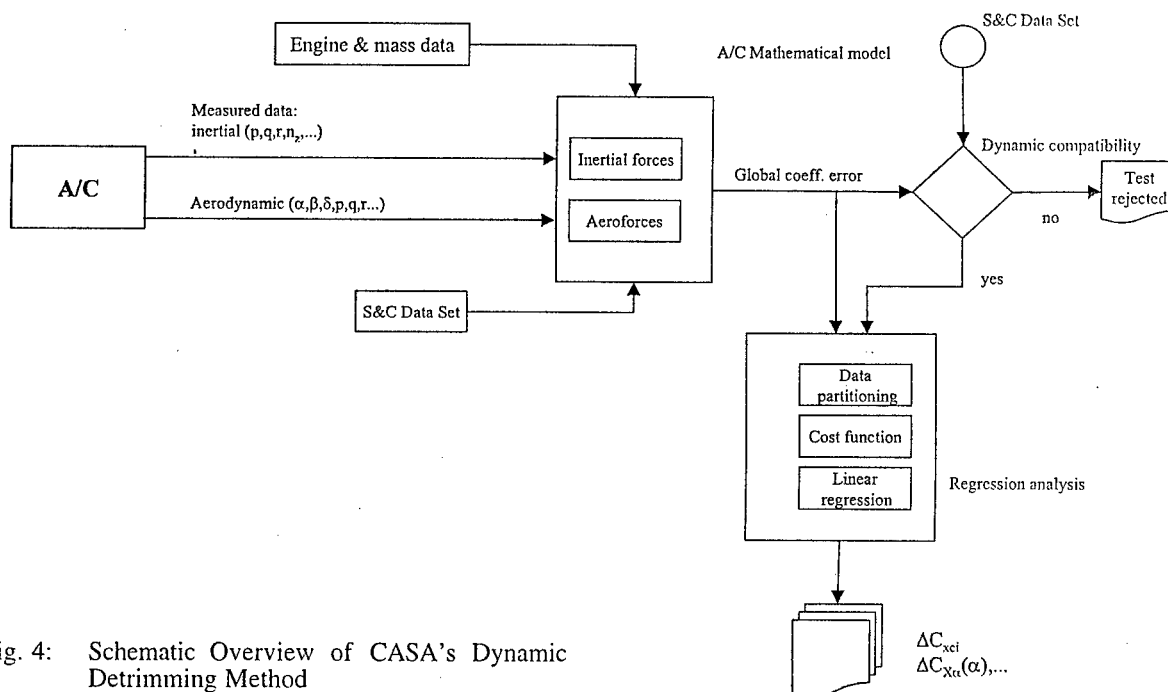 S&C Data Set
Engine & mass data
A/C Mathematical model
Measured data:
inertial (p,q,r,n_z,...)
Dynamic compatibility
A/C
Inertial forces
Global coeff. error
Test
rejected
no
Aerodynamic (α,β,δ,p,q,r...)
Aeroforces
yes
S&C Data Set
Data
partitioning
Cost function
Linear
regression
Regression analysis
ΔC_xei
ΔC_Xα(α),...
ig. 4: Schematic Overview of CASA's Dynamic
Detrimming Method